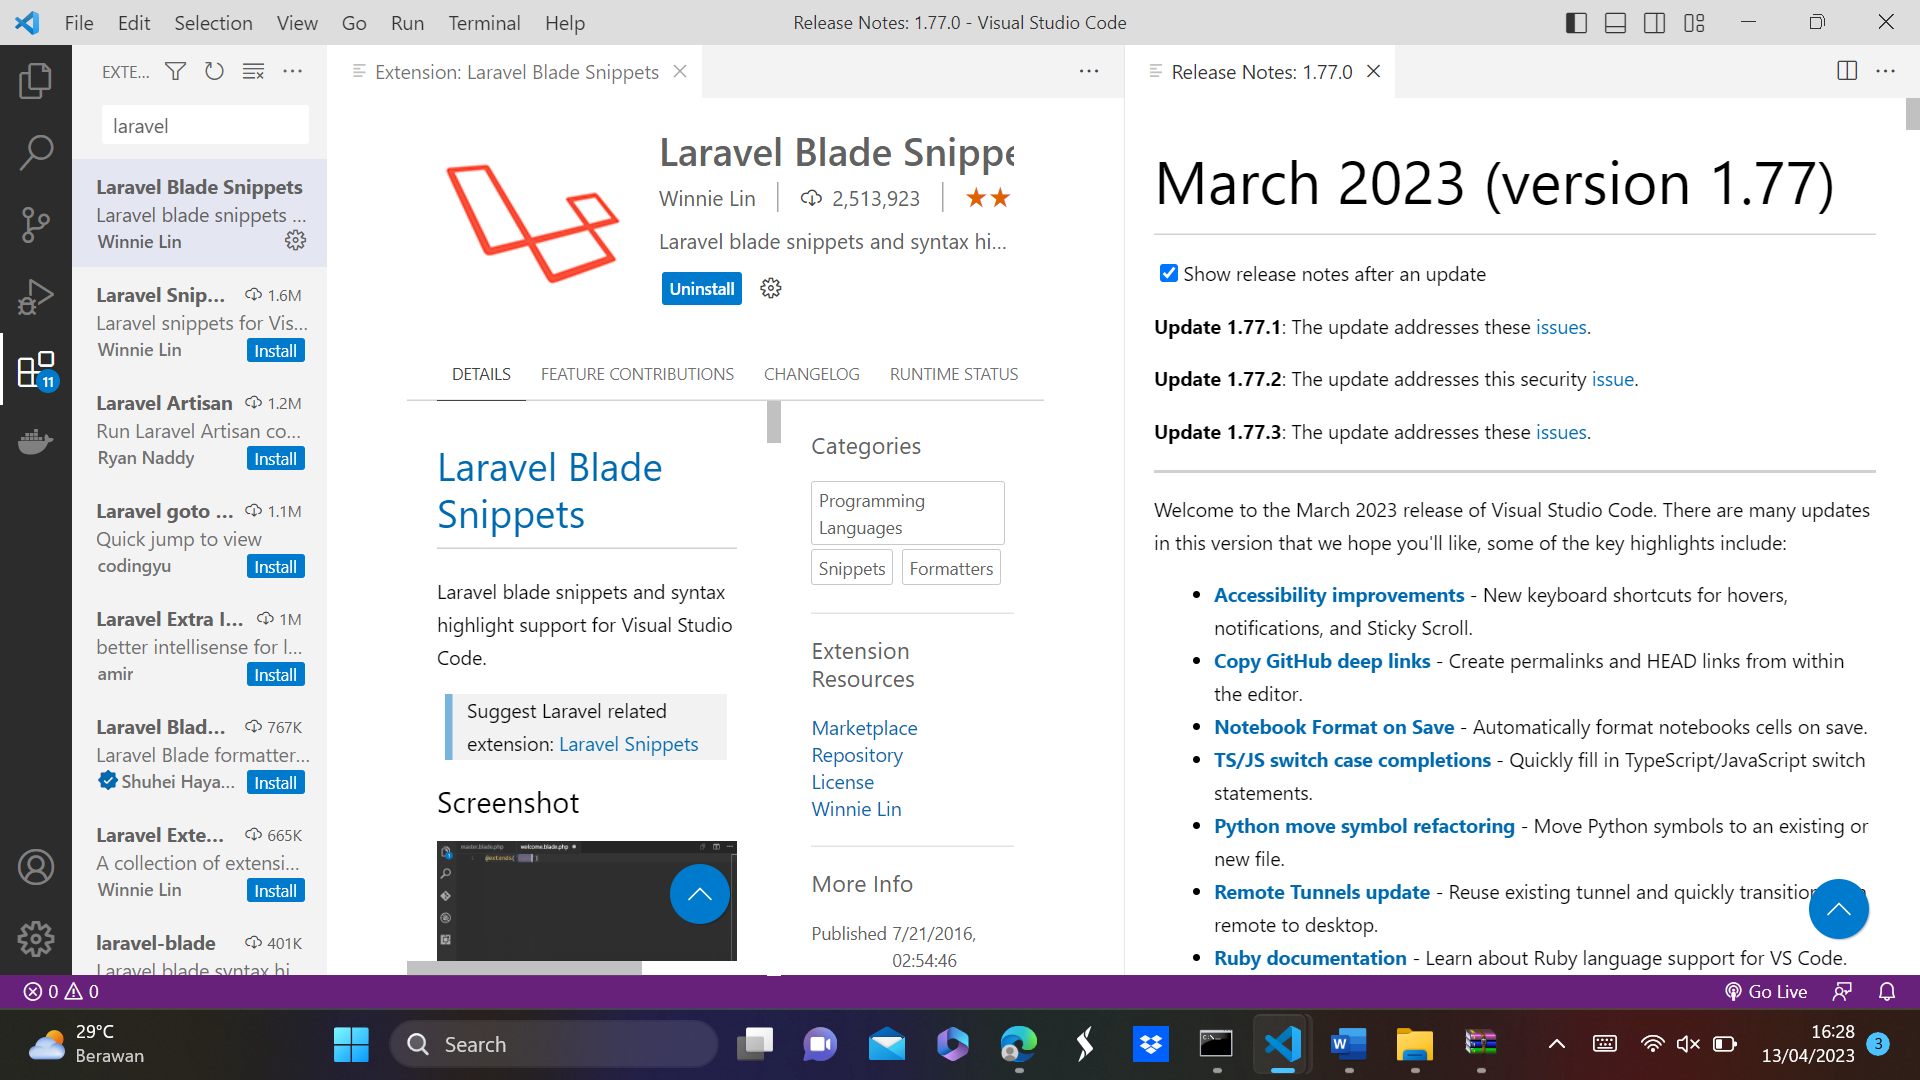 File Edit Selection View Go Run Terminal Help
Release Notes: 1.77.0 - Visual Studio Code
EXTE...
laravel
Laravel Blade Snippets
Laravel blade snippets ...
Winnie Lin
Laravel Snip... 1.6M
Laravel snippets for Vis...
Winnie Lin Install
Laravel Artisan 1.2M
Run Laravel Artisan co...
Ryan Naddy Install
Laravel goto ... 1.1M
Quick jump to view
codingyu Install
Laravel Extra I... 1M
better intellisense for l...
amir Install
Laravel Blad... 767K
Laravel Blade formatter...
Shuhei Haya... Install
Laravel Exte... 665K
A collection of extensi...
Winnie Lin Install
laravel-blade 401K
Laravel blade syntax hi
11
Extension: Laravel Blade Snippets
Laravel Blade Snippe
Winnie Lin 2,513,923
Laravel blade snippets and syntax hi...
Uninstall
DETAILS FEATURE CONTRIBUTIONS CHANGELOG RUNTIME STATUS
Laravel Blade
Snippets
Laravel blade snippets and syntax
highlight support for Visual Studio
Code.
Suggest Laravel related
extension: Laravel Snippets
Screenshot
master.blade.php welcome.blade.php
1 @extends( )
Categories
Programming
Languages
Snippets Formatters
Extension
Resources
Marketplace
Repository
License
Winnie Lin
More Info
Published 7/21/2016,
02:54:46
Release Notes: 1.77.0
March 2023 (version 1.77)
Show release notes after an update
Update 1.77.1: The update addresses these issues.
Update 1.77.2: The update addresses this security issue.
Update 1.77.3: The update addresses these issues.
Welcome to the March 2023 release of Visual Studio Code. There are many updates
in this version that we hope you'll like, some of the key highlights include:
Accessibility improvements - New keyboard shortcuts for hovers,
notifications, and Sticky Scroll.
Copy GitHub deep links - Create permalinks and HEAD links from within
the editor.
Notebook Format on Save - Automatically format notebooks cells on save.
TS/JS switch case completions - Quickly fill in TypeScript/JavaScript switch
statements.
Python move symbol refactoring - Move Python symbols to an existing or
new file.
Remote Tunnels update - Reuse existing tunnel and quickly transition
remote to desktop.
Ruby documentation - Learn about Ruby language support for VS Code.
0 0
Go Live
29°C
Berawan
Search
16:28
13/04/2023
3